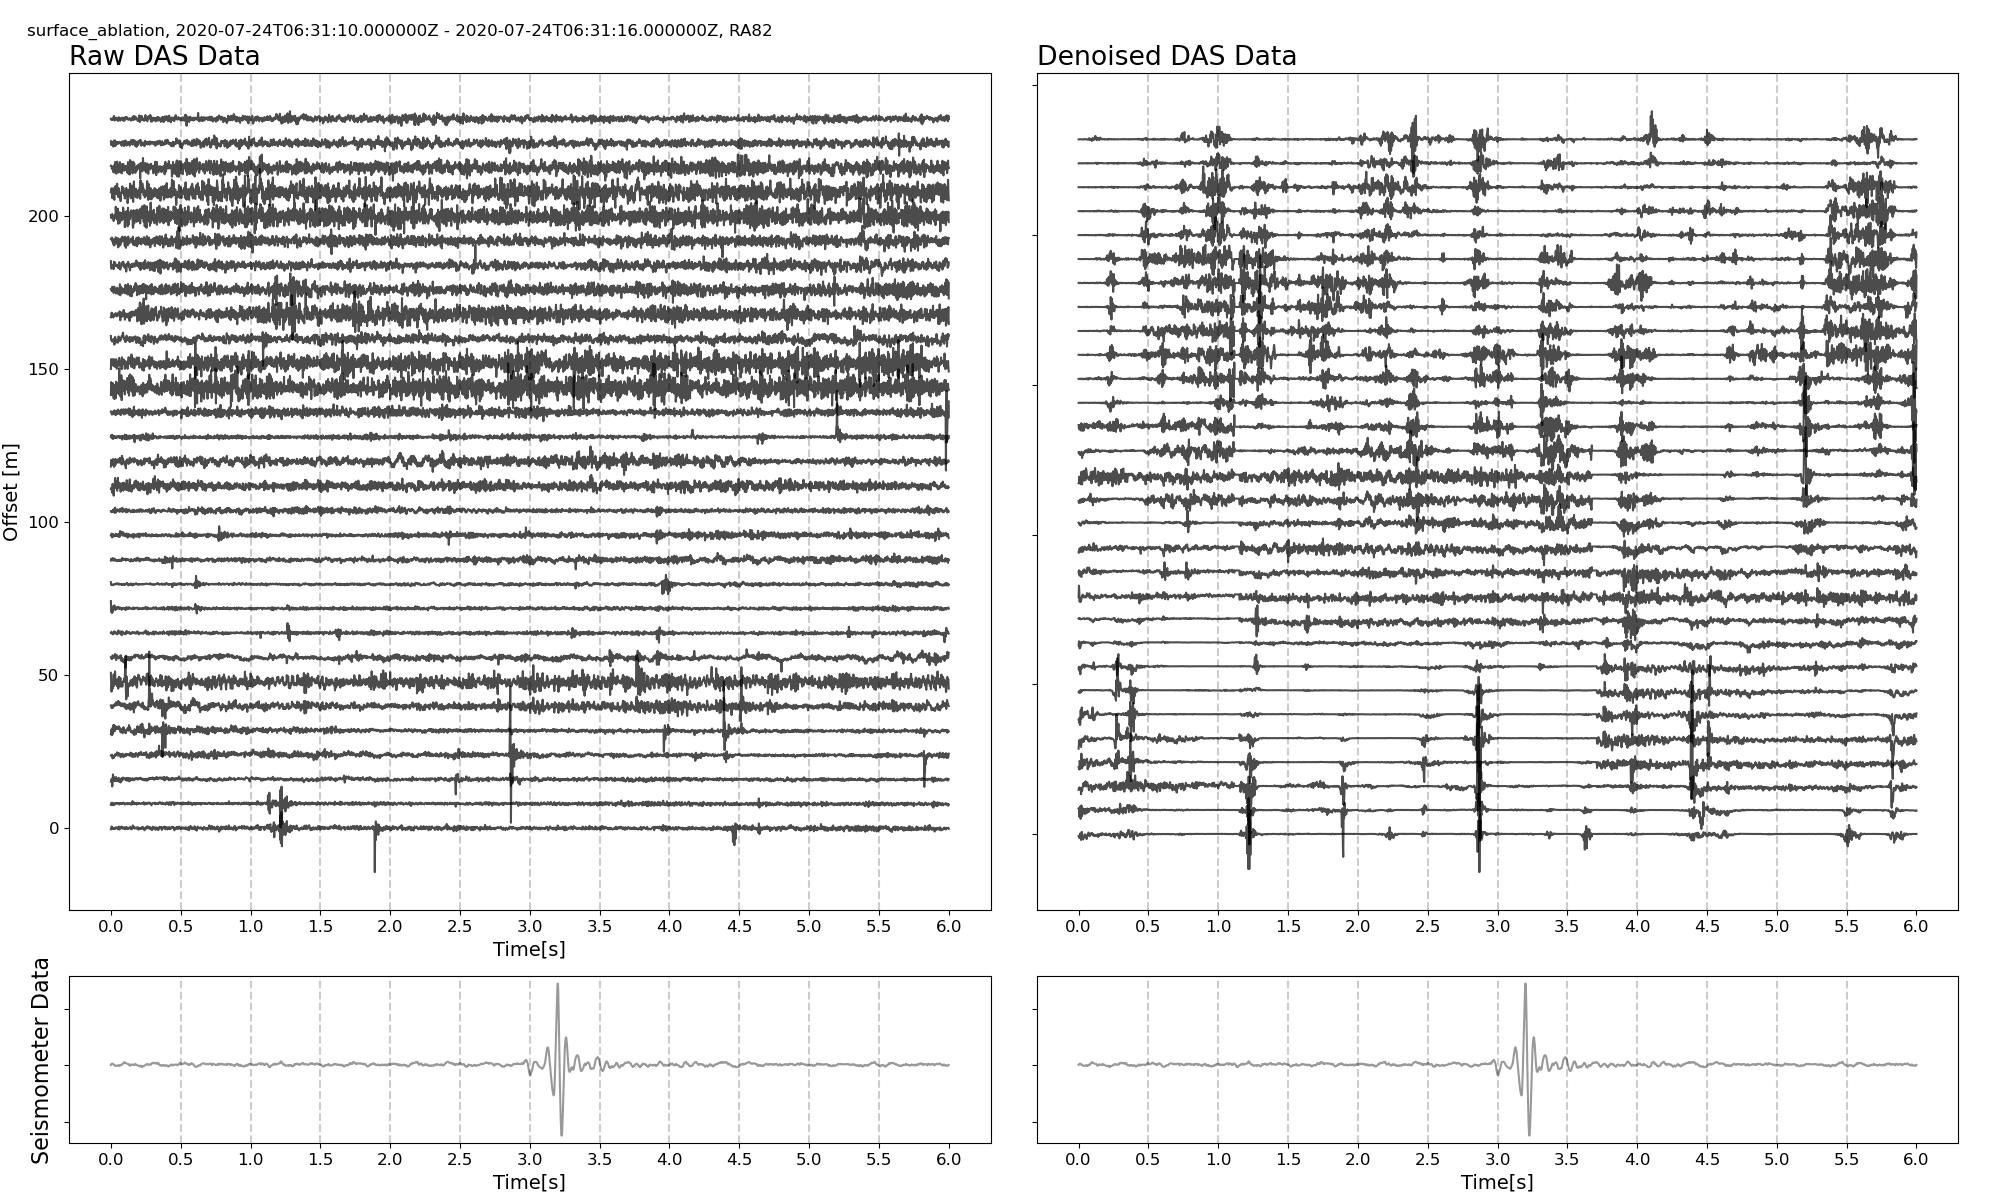 surface_ablation, 2020-07-24T06:31:10.000000Z - 2020-07-24T06:31:16.000000Z, RA82
Raw DAS Data
Denoised DAS Data
Offset [m]
200
150
100
50
0
0.0 0.5 1.0 1.5 2.0 2.5 3.0 3.5 4.0 4.5 5.0 5.5 6.0
Time[s]
0.0 0.5 1.0 1.5 2.0 2.5 3.0 3.5 4.0 4.5 5.0 5.5 6.0
Seismometer Data
0.0 0.5 1.0 1.5 2.0 2.5 3.0 3.5 4.0 4.5 5.0 5.5 6.0
Time[s]
0.0 0.5 1.0 1.5 2.0 2.5 3.0 3.5 4.0 4.5 5.0 5.5 6.0
Time[s]